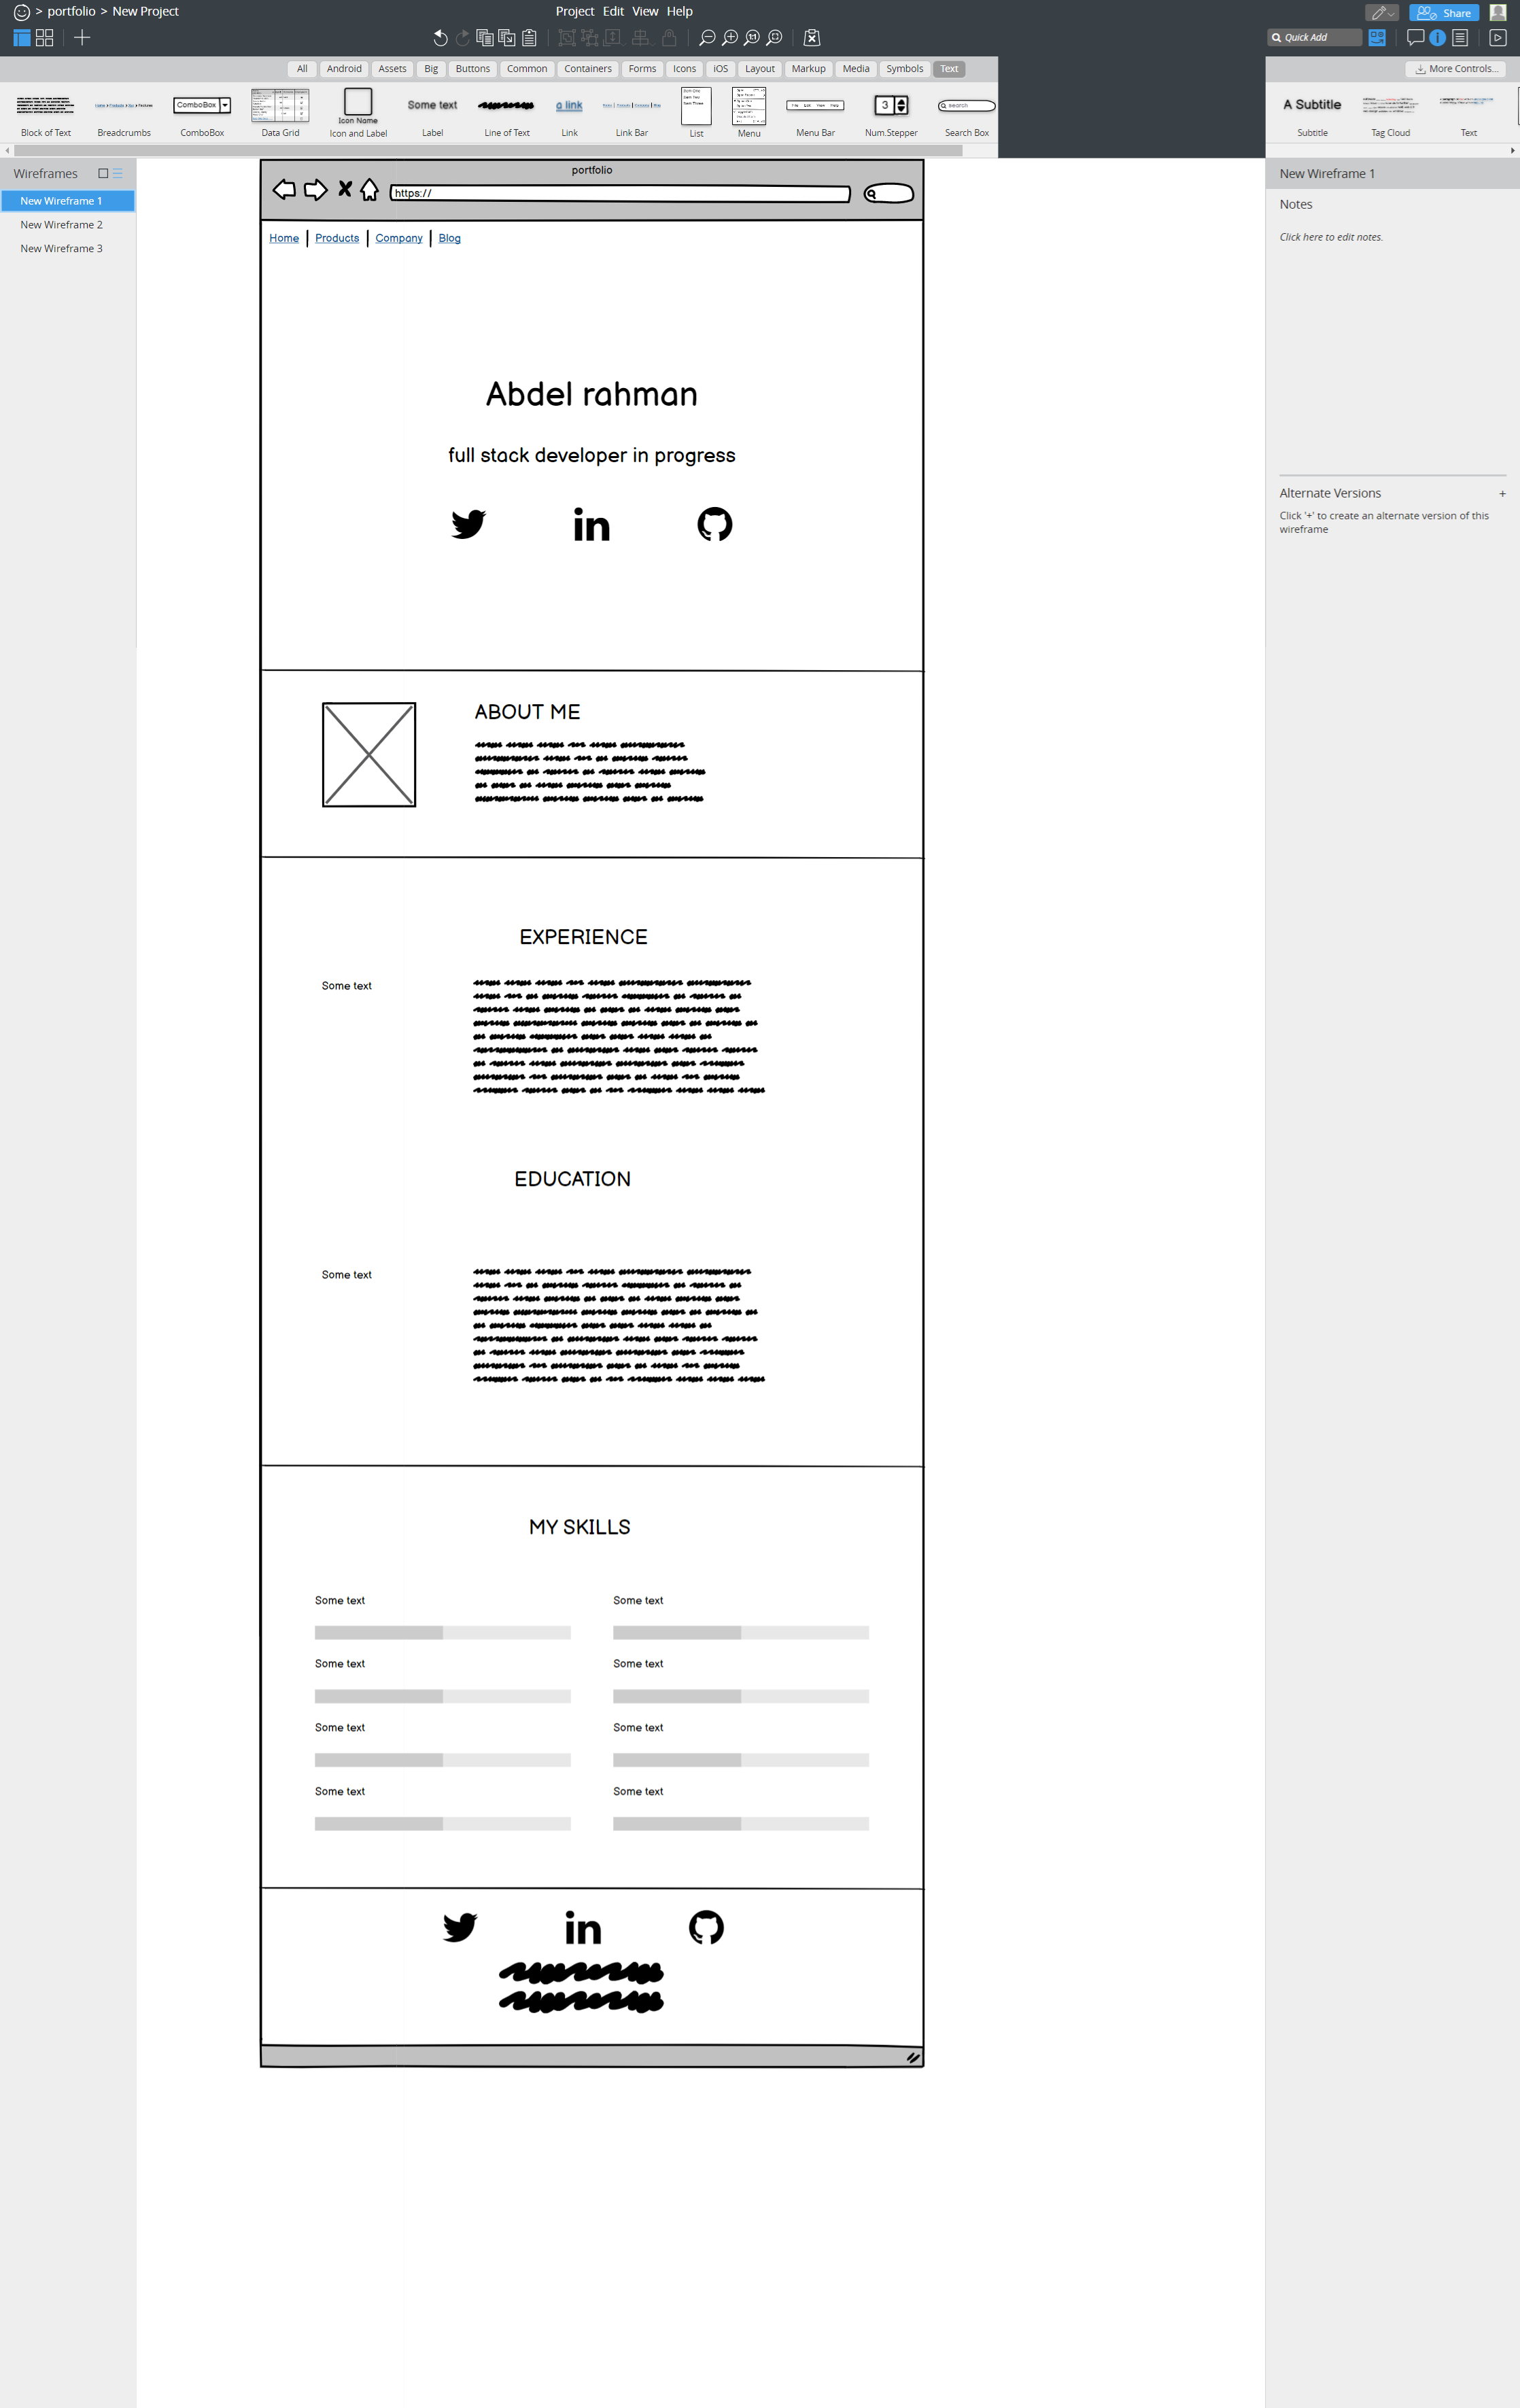 > portfolio > New Project
Project Edit View Help
Share
Quick Add
All Android Assets Big Buttons Common Containers Forms Icons iOS Layout Markup Media Symbols Text
More Controls...
ComboBox
Some text
a link
3
search
A Subtitle
Icon Name
Block of Text Breadcrumbs ComboBox Data Grid Icon and Label Label Line of Text Link Link Bar List Menu Menu Bar Num.Stepper Search Box Subtitle Tag Cloud Text
Wireframes
New Wireframe 1
New Wireframe 2
New Wireframe 3
portfolio
https://
Home Products Company Blog
Abdel rahman
full stack developer in progress
in
ABOUT ME
EXPERIENCE
Some text
EDUCATION
Some text
MY SKILLS
Some text Some text
Some text Some text
Some text Some text
Some text Some text
in
New Wireframe 1
Notes
Click here to edit notes.
Alternate Versions +
Click '+' to create an alternate version of this
wireframe